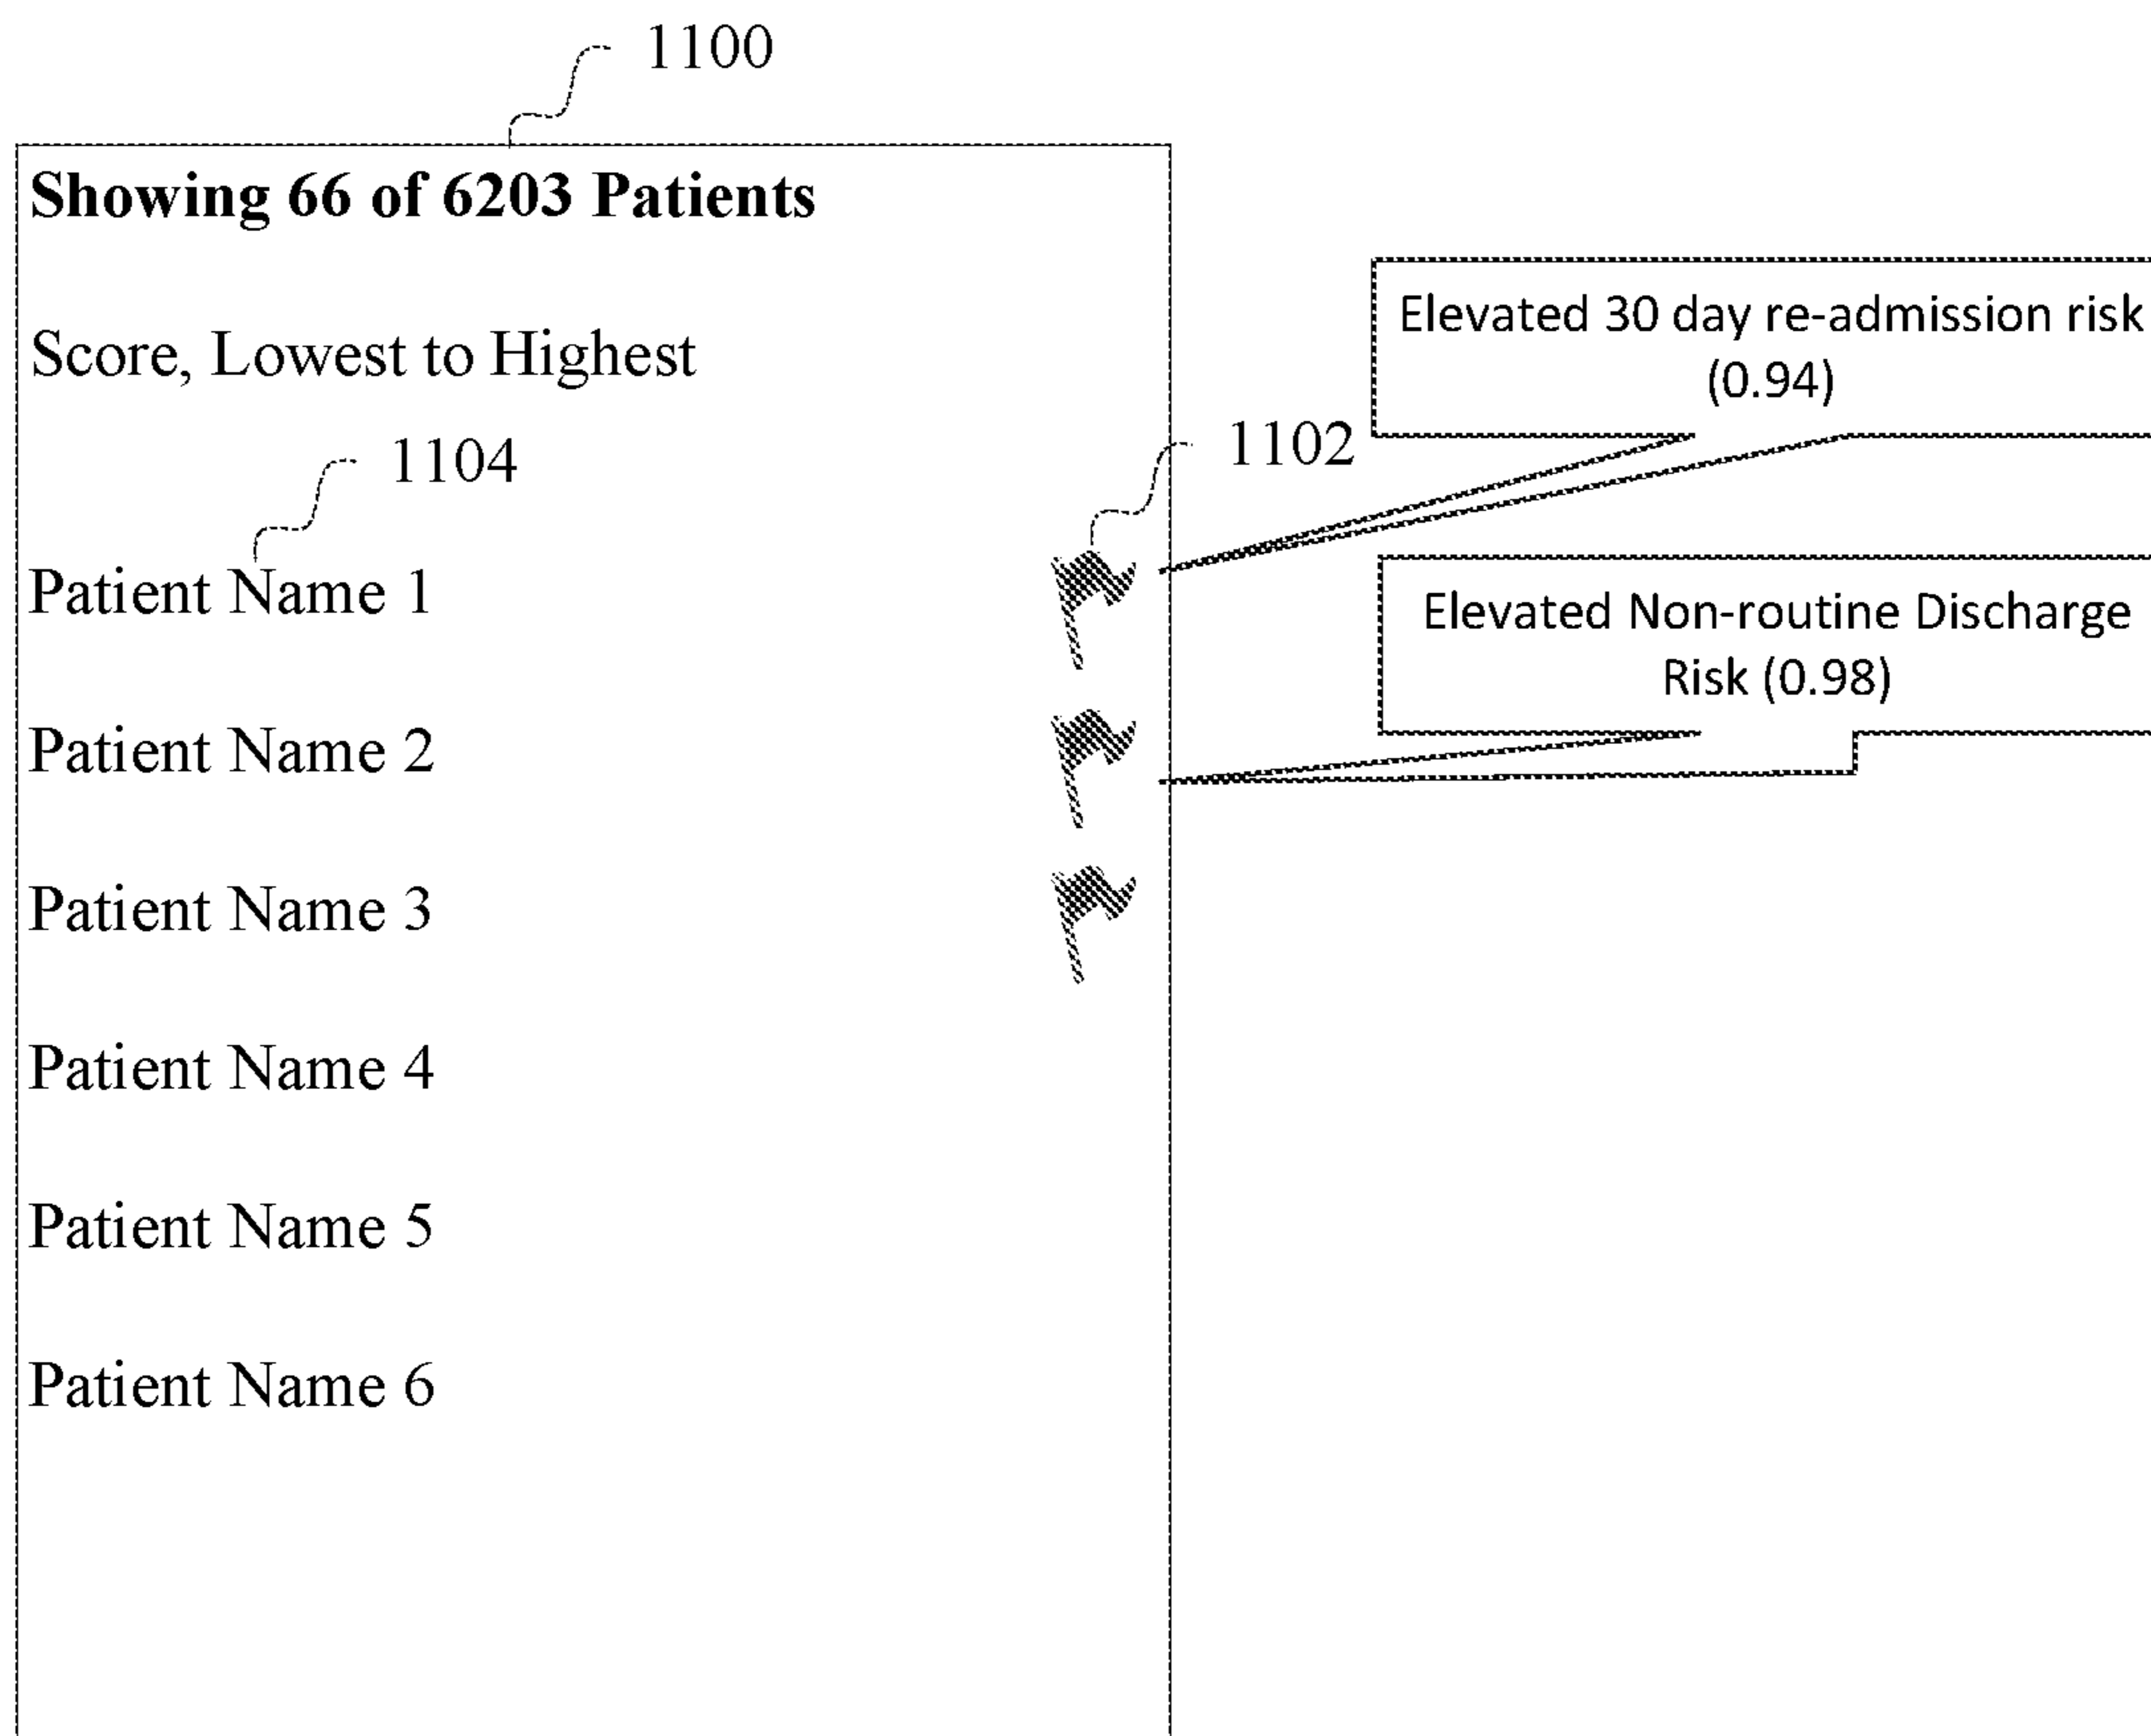 1100
Showing 66 of 6203 Patients
Score, Lowest to Highest
Elevated 30 day re-admission risk
(0.94)
1104
1102
Patient Name 1
Elevated Non-routine Discharge
Risk (0.98)
Patient Name 2
Patient Name 3
Patient Name 4
Patient Name 5
Patient Name 6